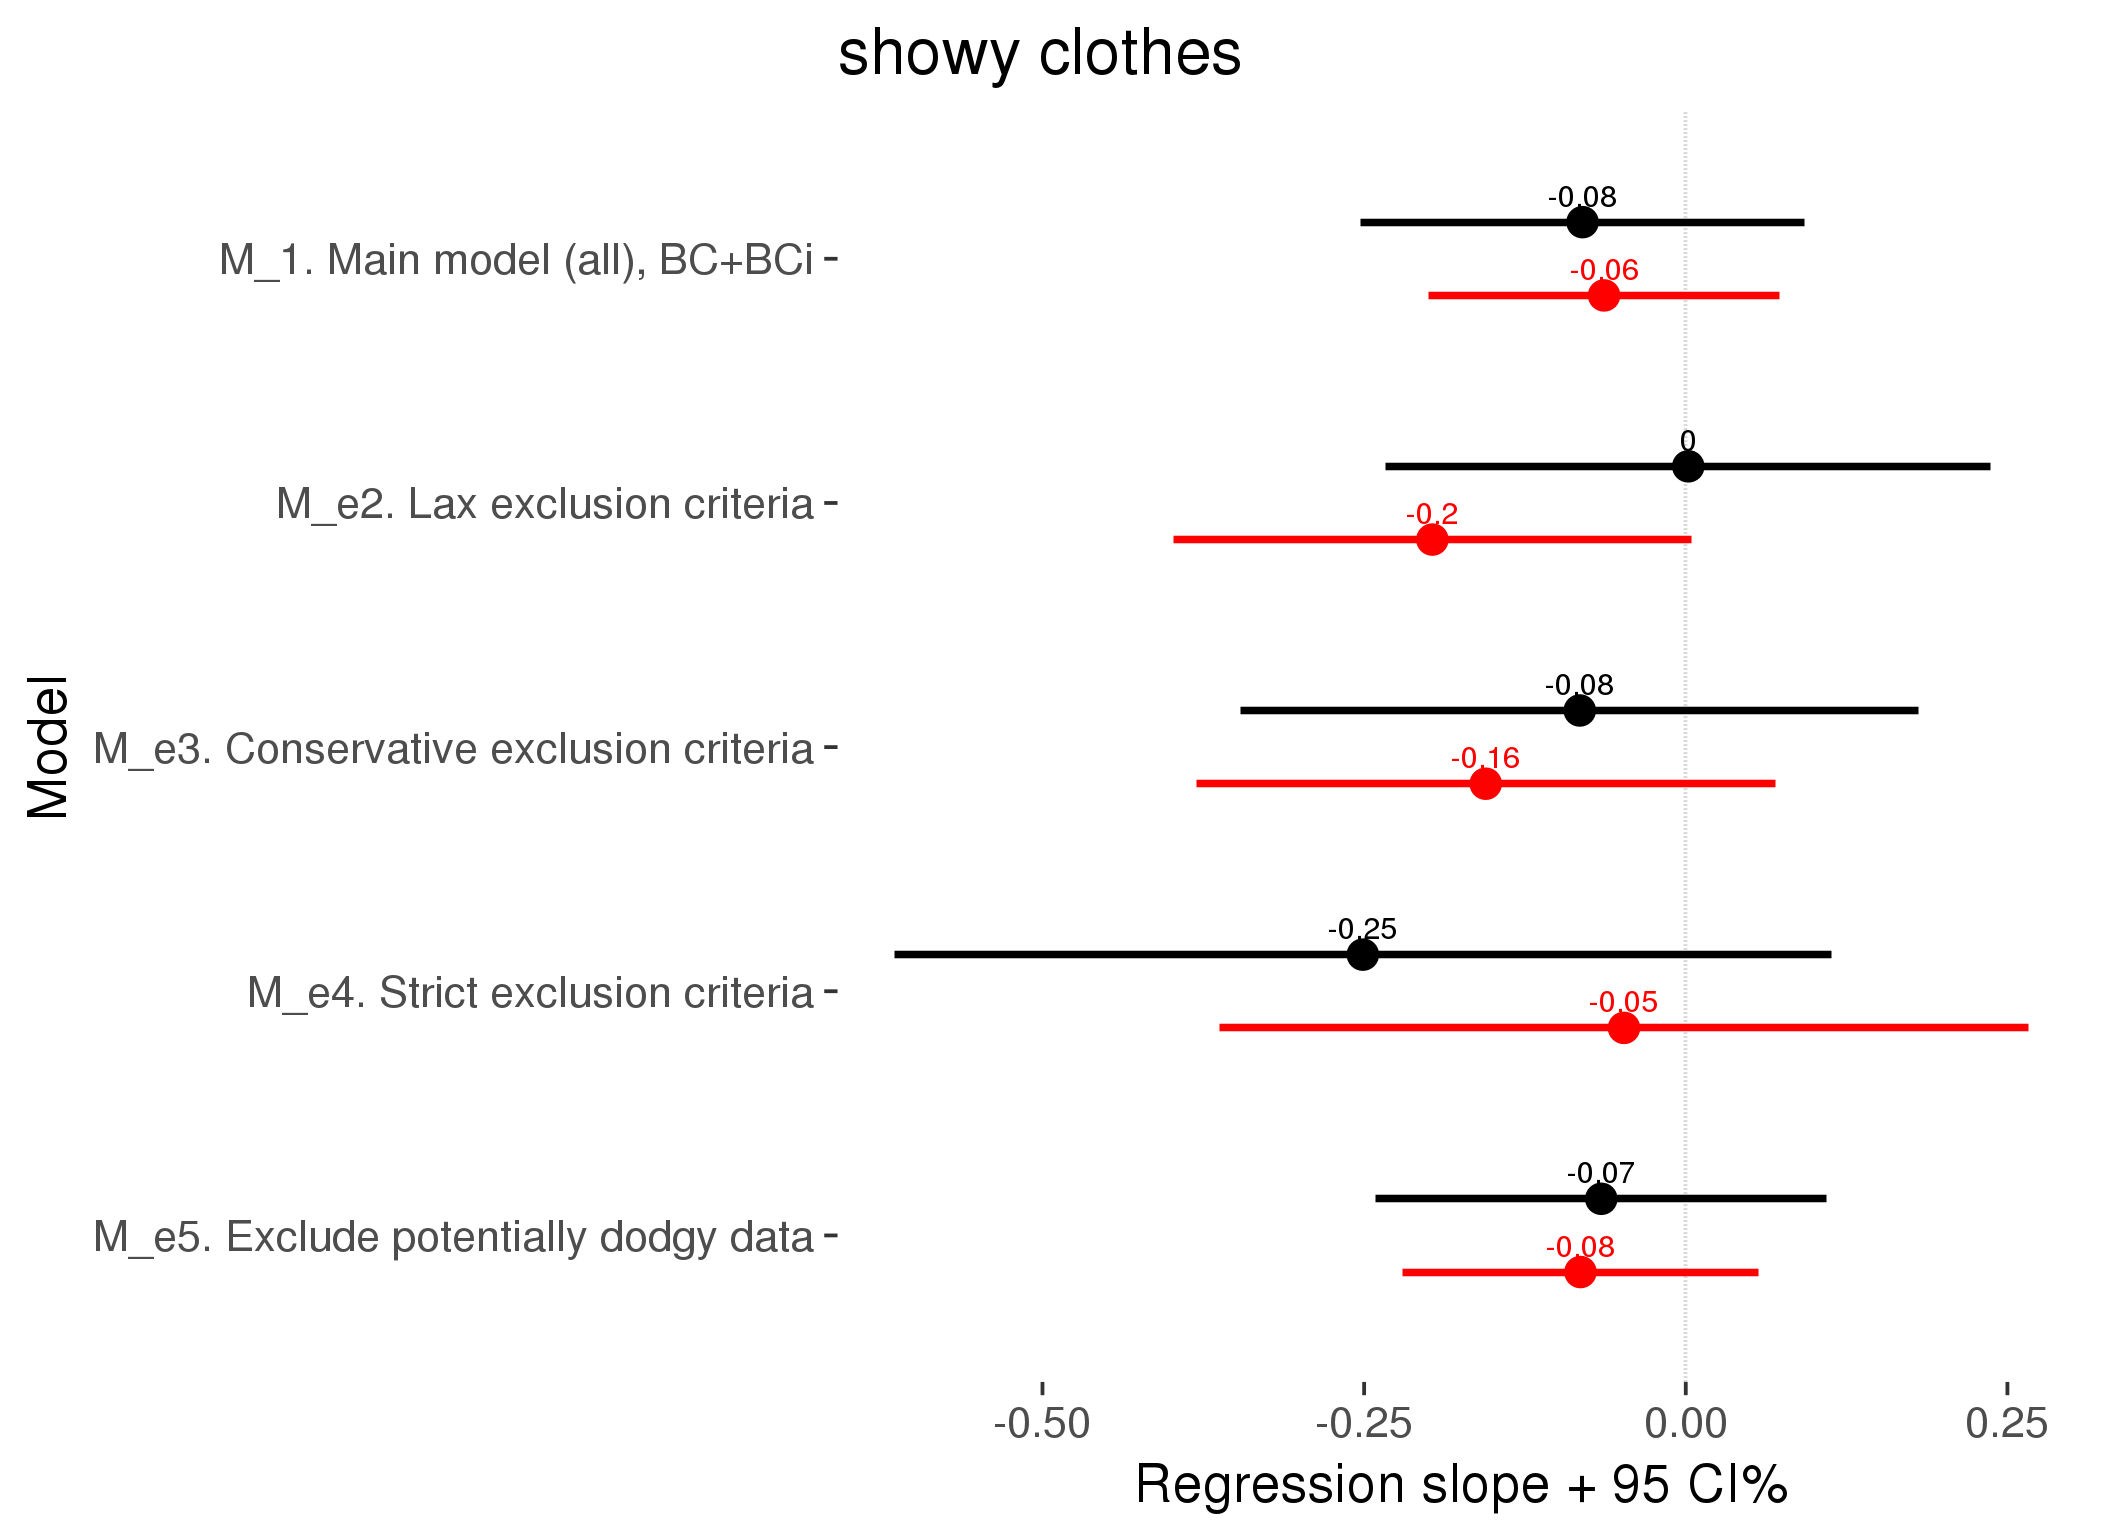 showy clothes
Model
M_1. Main model (all), BC+BCi
-0.08
-0.06
M_e2. Lax exclusion criteria
0
-0.2
M_e3. Conservative exclusion criteria
-0.08
-0.16
M_e4. Strict exclusion criteria
-0.25
-0.05
M_e5. Exclude potentially dodgy data
-0.07
-0.08
-0.50 -0.25 0.00 0.25
Regression slope + 95 CI%